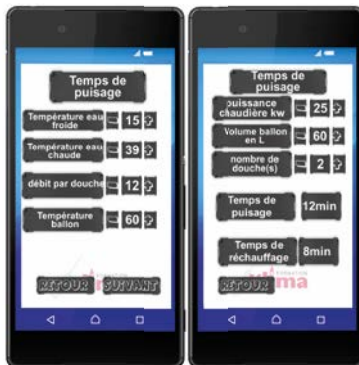 Temps de
puisage
Température eau
froide
15
Température eau
chaude
39
débit par douche
12
Température
ballon
60
RETOUR
SUIVANT
Temps de
puisage
puissance
chaudière kw
25
Volume ballon
en L
60
nombre de
douche(s)
2
Temps de
puisage
12min
Temps de
réchauffage
8min
FORMATION
RETOUR